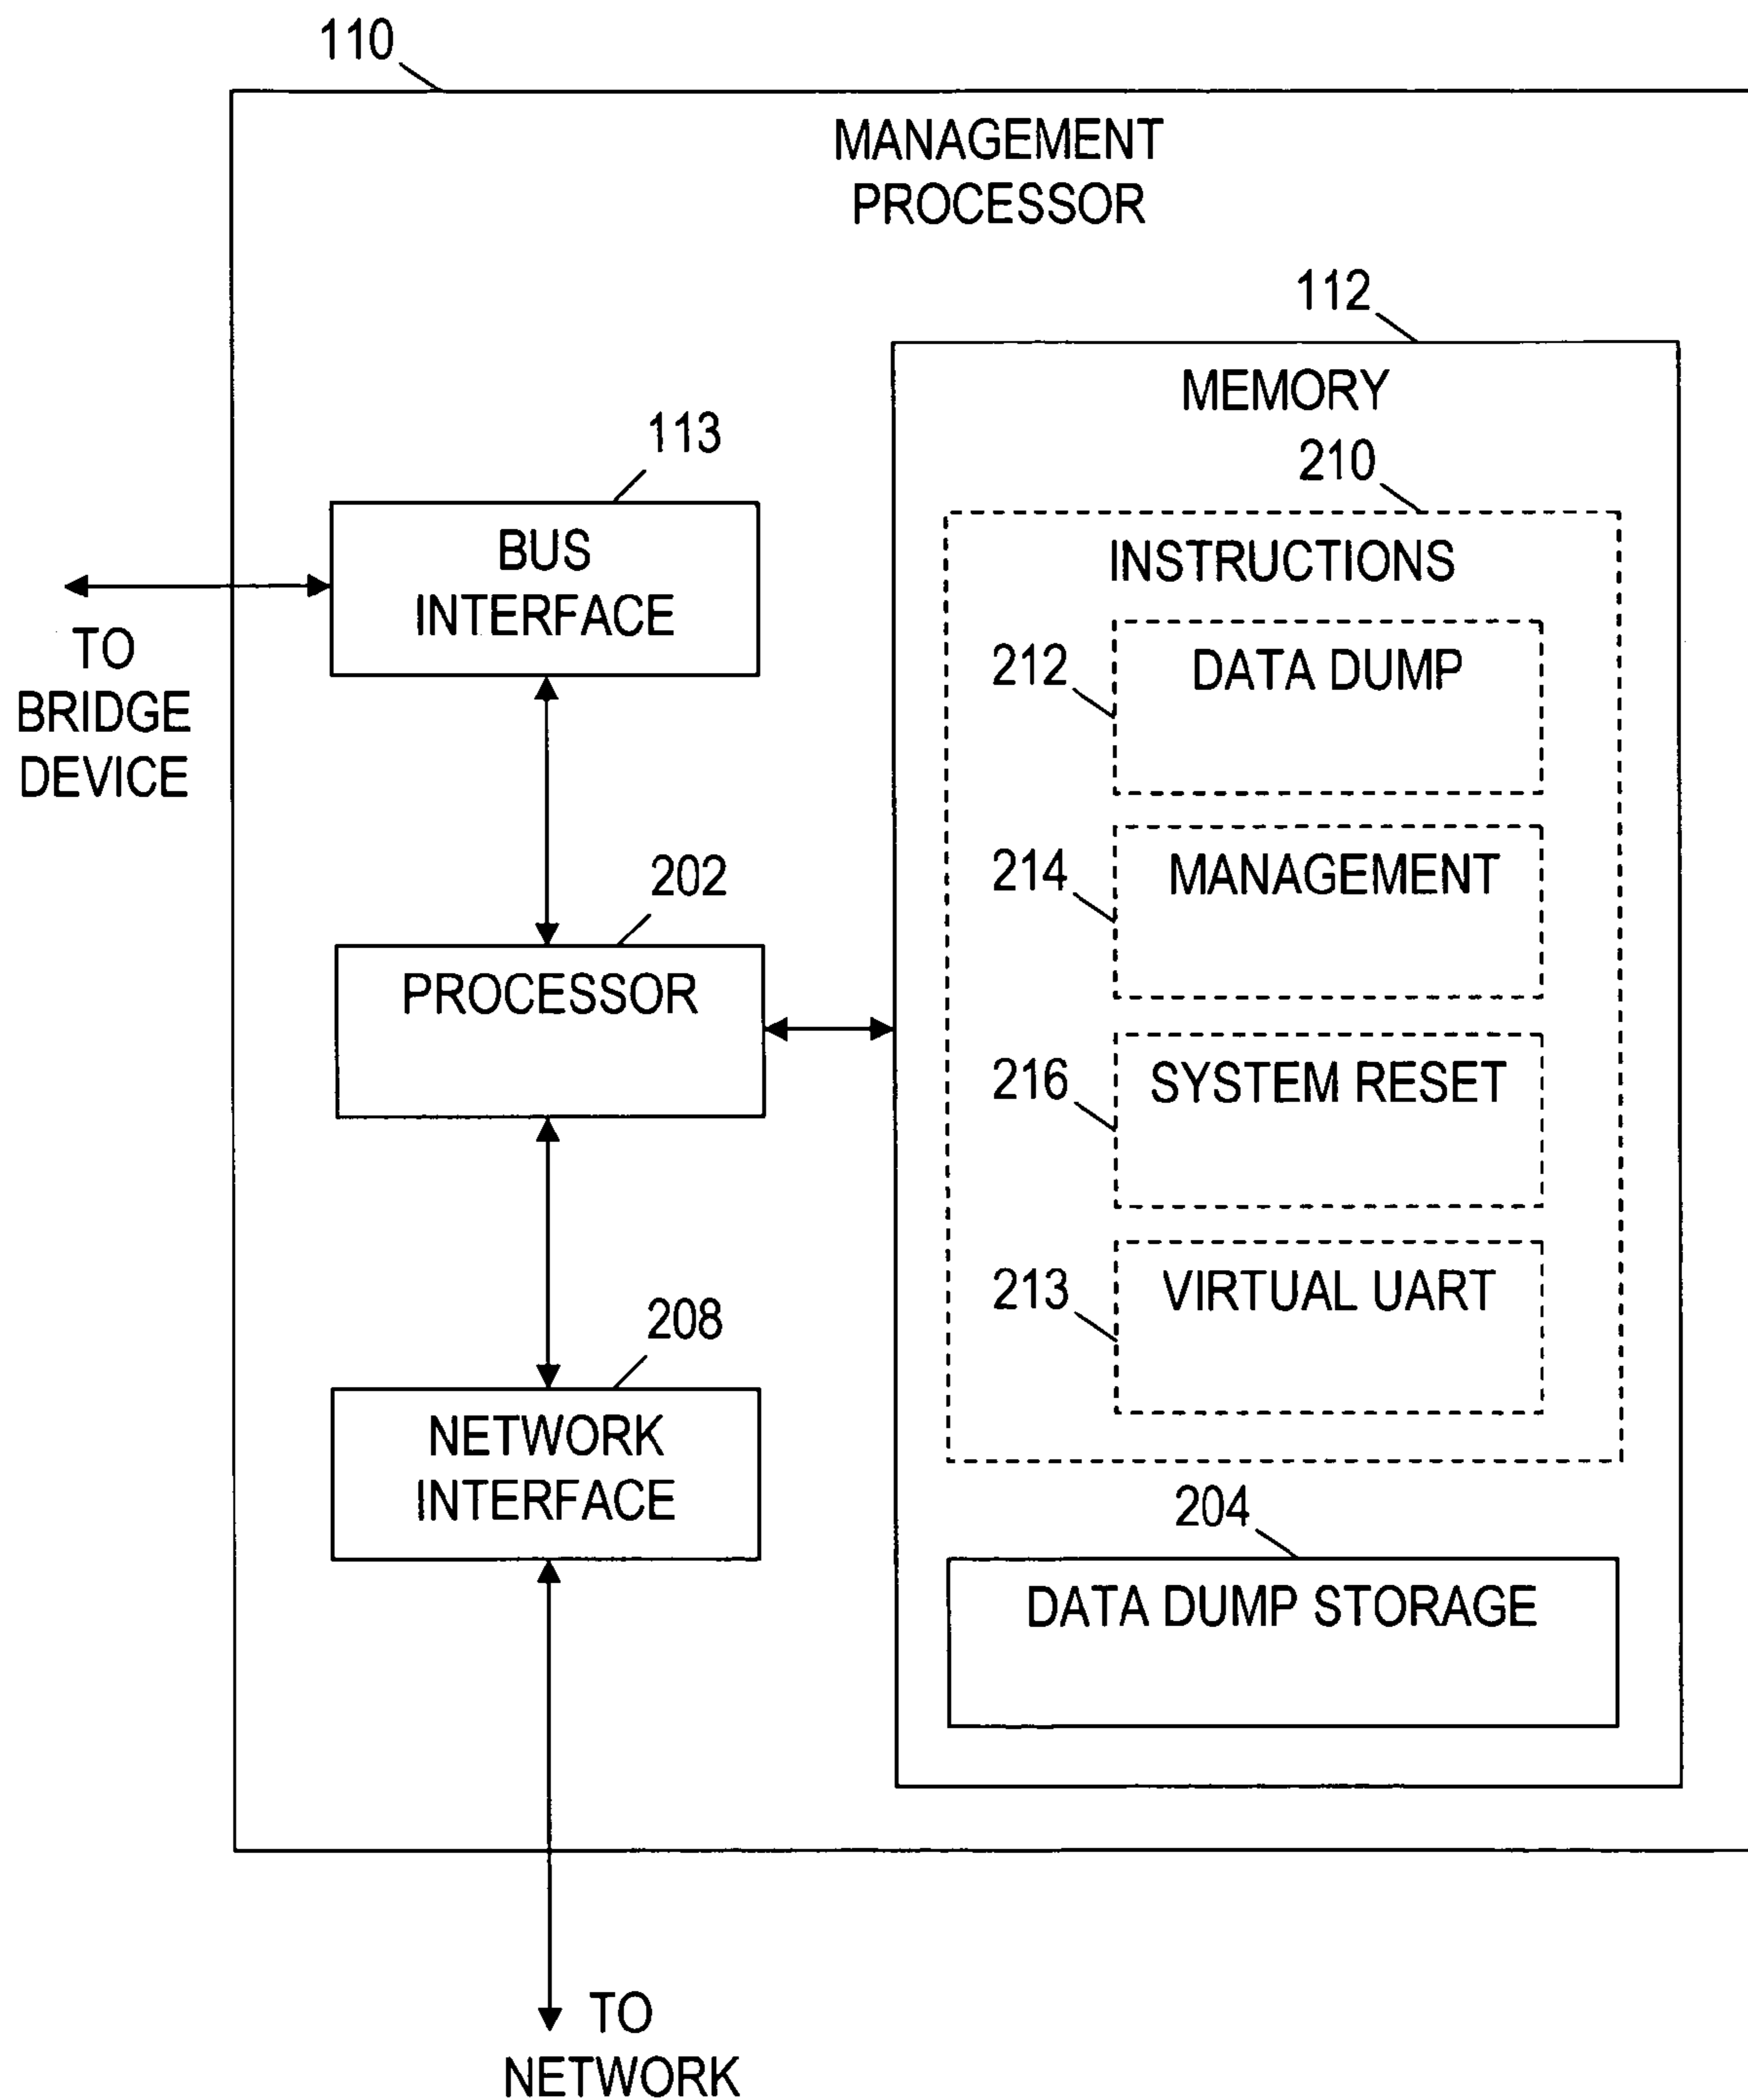 110
MANAGEMENT
PROCESSOR
112
MEMORY
113
210
BUS
INTERFACE
INSTRUCTIONS
TO
BRIDGE
DEVICE
212
DATA DUMP
214
MANAGEMENT
202
PROCESSOR
216
SYSTEM RESET
213
VIRTUAL UART
208
NETWORK
INTERFACE
204
DATA DUMP STORAGE
TO
NETWORK